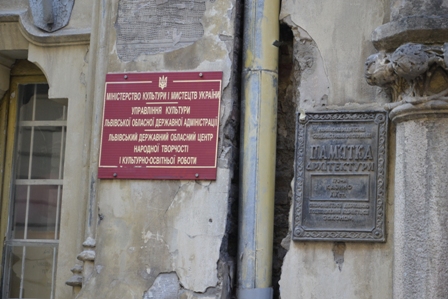 МІНІСТЕРСТВО КУЛЬТУРИ І МИСТЕЦТВ УКРАЇНИ
УПРАВЛІННЯ КУЛЬТУРИ
ЛЬВІВСЬКОЇ ОБЛАСНОЇ ДЕРЖАВНОЇ АДМІНІСТРАЦІЇ
ЛЬВІВСЬКИЙ ДЕРЖАВНИЙ ОБЛАСНИЙ ЦЕНТР
НАРОДНОЇ ТВОРЧОСТІ
І КУЛЬТУРНО-ОСВІТНЬОЇ РОБОТИ
ПАМ'ЯТКА
АРХІТЕКТУРИ